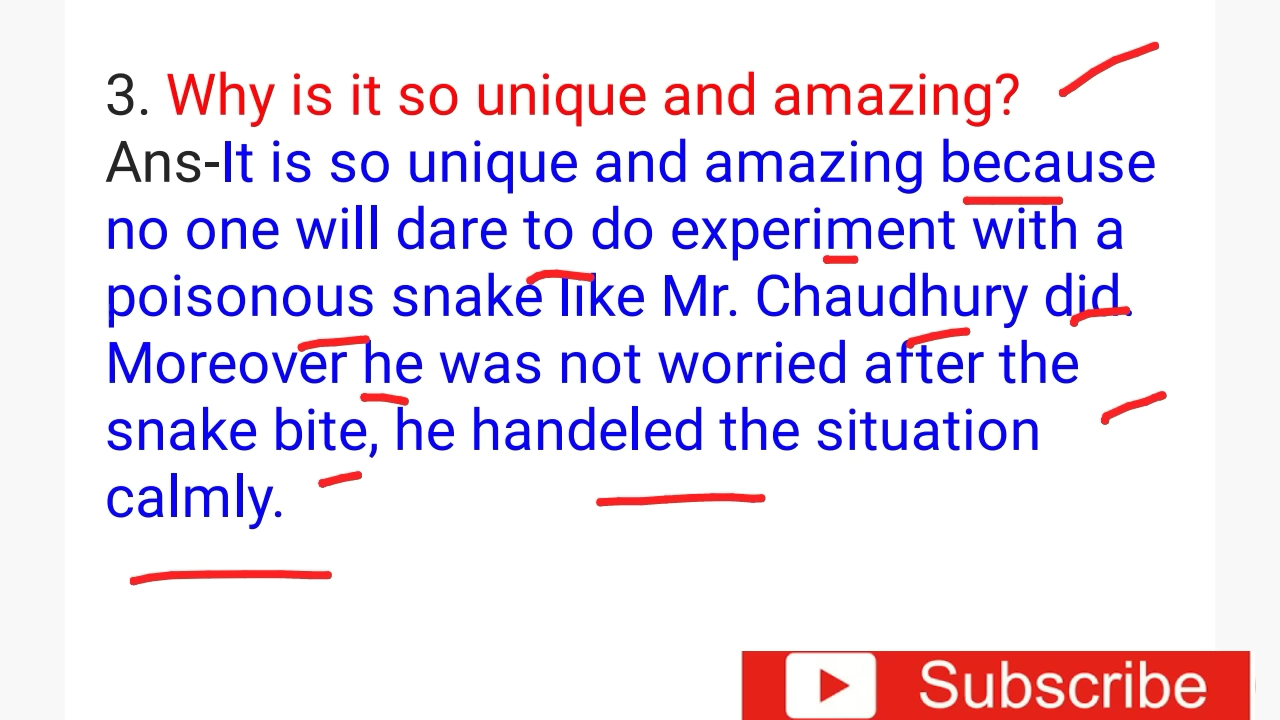 3. Why is it so unique and amazing?
Ans-It is so unique and amazing because
no one will dare to do experiment with a
poisonous snake like Mr. Chaudhury did.
Moreover he was not worried after the
snake bite, he handeled the situation
calmly.
Subscribe